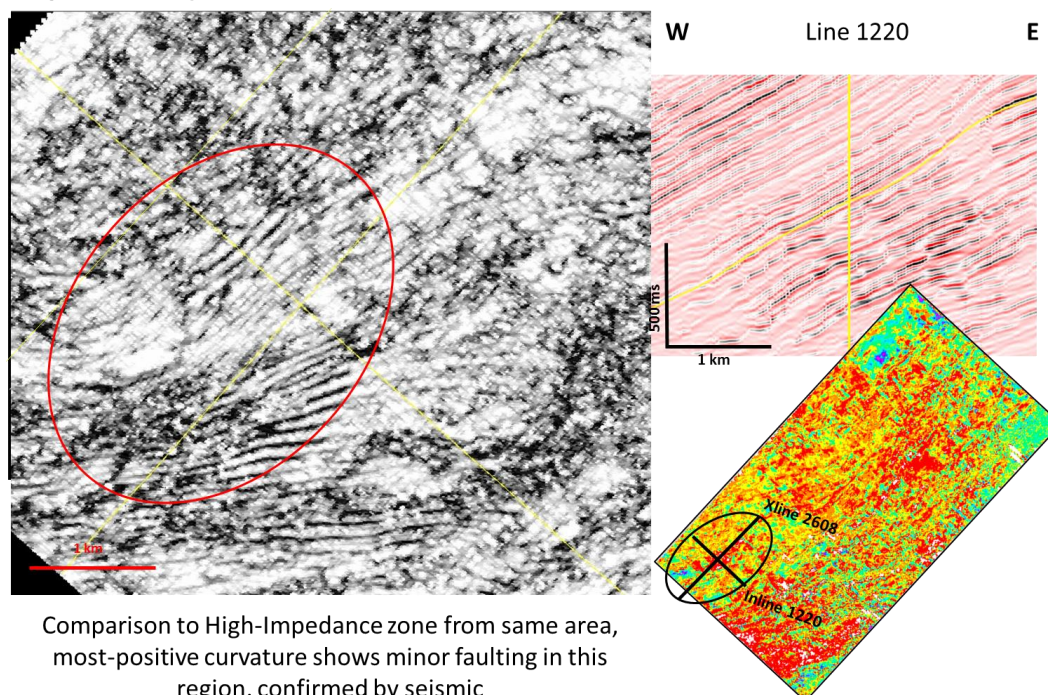 W
Line 1220
E
500 ms
1 km
1 km
Xline 2608
Inline 1220
Comparison to High-Impedance zone from same area,
most-positive curvature shows minor faulting in this
region, confirmed by seismic